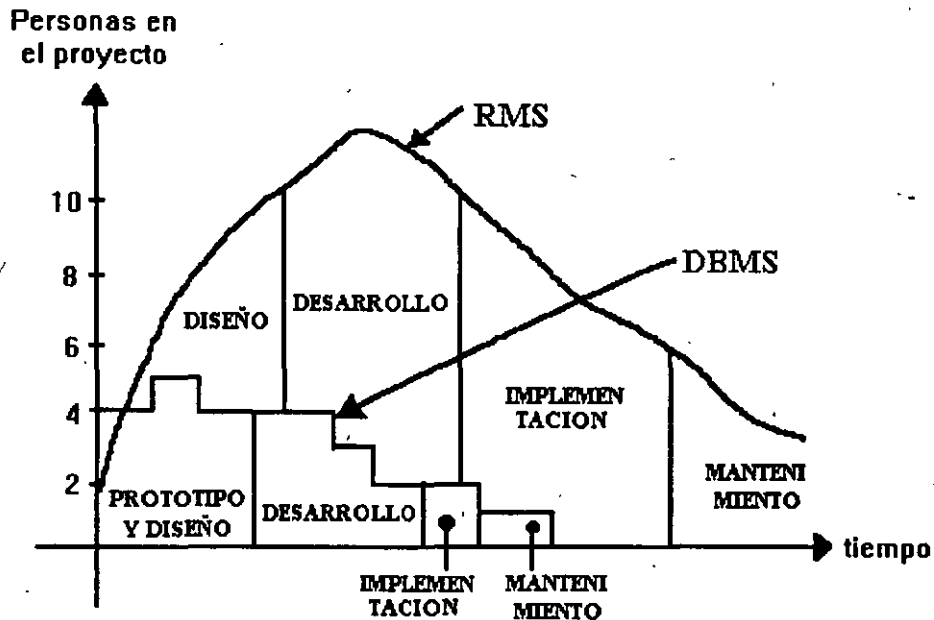 Personas en
el proyecto
RMS
10
DBMS
8
DISEÑO
DESARROLLO
6
IMPLEMEN
TACION
4
MANTENI
MIENTO
2
PROTOTIPO
Y DISEÑO
DESARROLLO
tiempo
IMPLEMEN
TACION
MANTENI
MIENTO